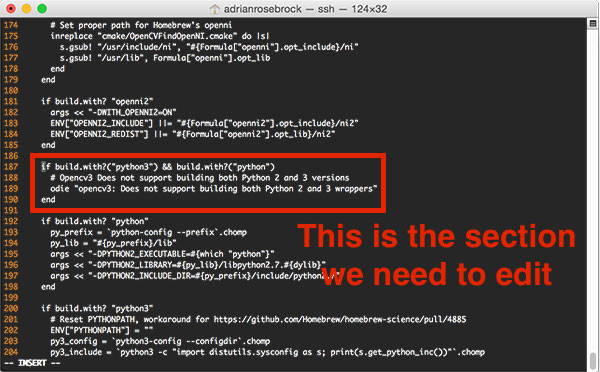 adrianrosebrock — ssh — 124×32
174 # Set proper path for Homebrew's openni
175 inreplace "cmake/OpenCVFindOpenNI.cmake" do |s|
176 s.gsub! "/usr/include/ni", "#{Formula["openni"].opt_include}/ni"
177 s.gsub! "/usr/lib", Formula["openni"].opt_lib
178 end
179 end
180
181 if build.with? "openni2"
182 args << "-DWITH_OPENNI2=ON"
183 ENV["OPENNI2_INCLUDE"] ||= "#{Formula["openni2"].opt_include}/ni2"
184 ENV["OPENNI2_REDIST"] ||= "#{Formula["openni2"].opt_lib}/ni2"
185 end
186
187 if build.with?("python3") && build.with?("python")
188 # Opencv3 Does not support building both Python 2 and 3 versions
189 odie "opencv3: Does not support building both Python 2 and 3 wrappers"
190 end
191
192 if build.with? "python"
193 py_prefix = `python-config --prefix`.chomp
194 py_lib = "#{py_prefix}/lib"
195 args << "-DPYTHON2_EXECUTABLE=#{which "python"}"
196 args << "-DPYTHON2_LIBRARY=#{py_lib}/libpython2.7.#{dylib}"
197 args << "-DPYTHON2_INCLUDE_DIR=#{py_prefix}/include/python2.
198 end
199
200 if build.with? "python3"
201 # Reset PYTHONPATH, workaround for https://github.com/Homebrew/homebrew-science/pull/4885
202 ENV["PYTHONPATH"] = ""
203 py3_config = `python3-config --configdir`.chomp
204 py3_include = `python3 -c "import distutils.sysconfig as s; print(s.get_python_inc())"`.chomp
-- INSERT --
This is the section
we need to edit